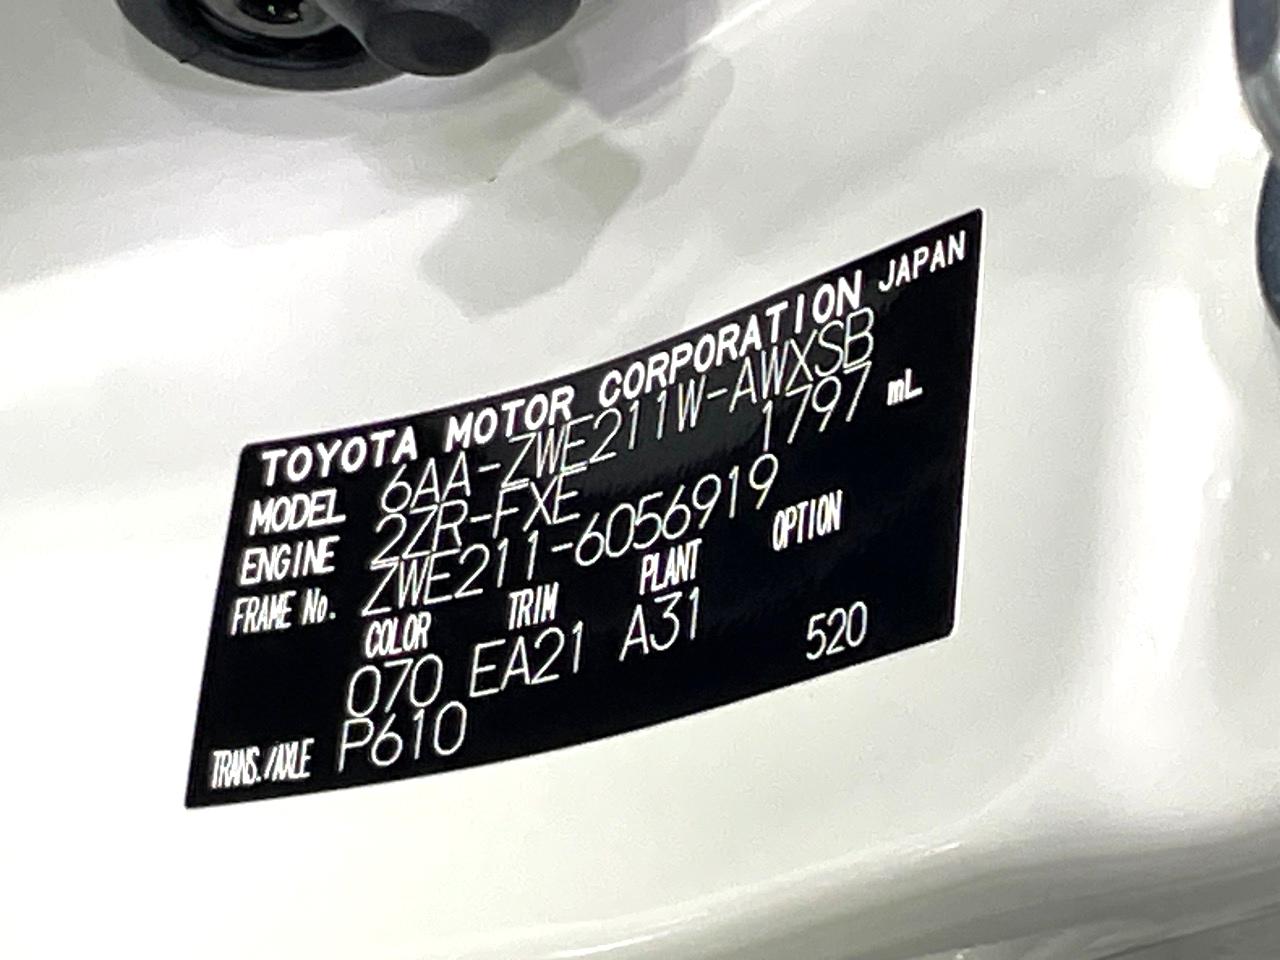 TOYOTA MOTOR CORPORATION JAPAN
MODEL 6AA-ZWE211W-AWXSB
ENGINE 2ZR-FXE 1797 mL
FRAME No. ZWE211-6056919
COLOR TRIM PLANT OPTION
070 EA21 A31 520
TRANS./AXLE P610